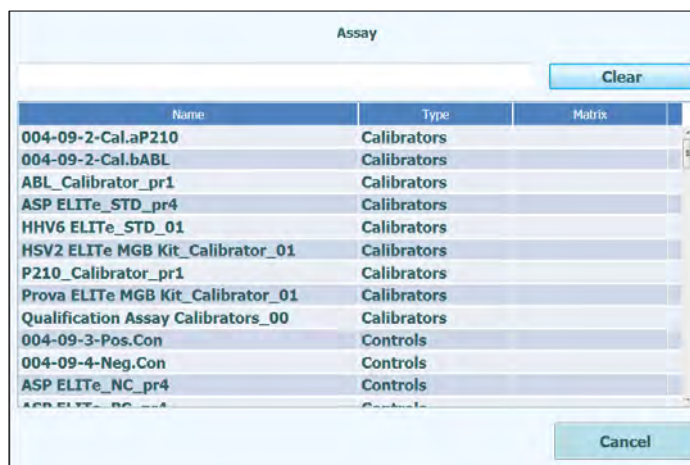 Assay
Clear
Name Type Matrix
004-09-2-Cal.aP210 Calibrators
004-09-2-Cal.bABL Calibrators
ABL_Calibrator_pr1 Calibrators
ASP ELITe_STD_pr4 Calibrators
HHV6 ELITe_STD_01 Calibrators
HSV2 ELITe MGB Kit_Calibrator_01 Calibrators
P210_Calibrator_pr1 Calibrators
Prova ELITe MGB Kit_Calibrator_01 Calibrators
Qualification Assay Calibrators_00 Calibrators
004-09-3-Pos.Con Controls
004-09-4-Neg.Con Controls
ASP ELITe_NC_pr4 Controls
Cancel